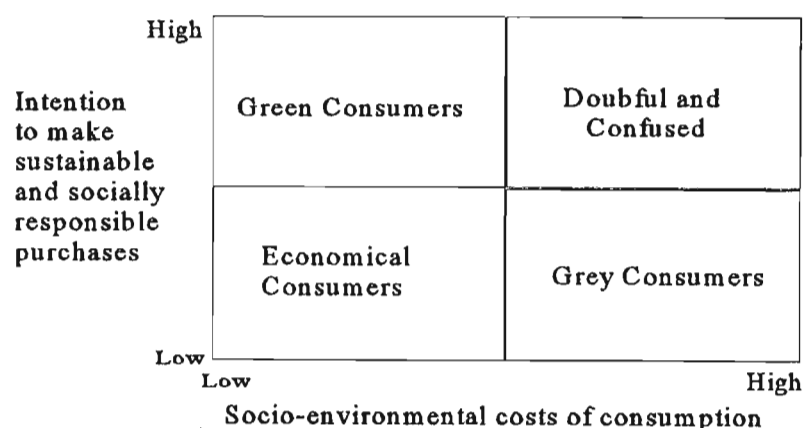 High
Intention
to make
sustainable
and socially
responsible
purchases
Green Consumers
Doubful and
Confused
Economical
Consumers
Grey Consumers
Low
Low
High
Socio-environmental costs of consumption